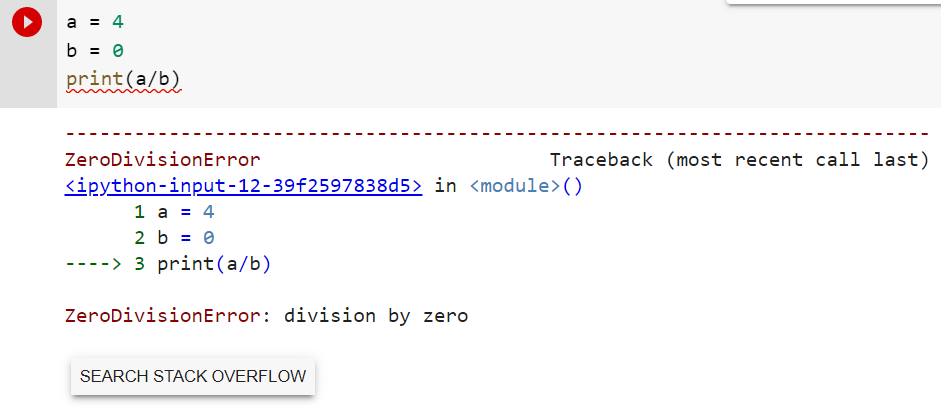 a = 4
b = 0
print(a/b)
---------------------------------------------------------------------------
ZeroDivisionError                         Traceback (most recent call last)
<ipython-input-12-39f2597838d5> in <module>()
      1 a = 4
      2 b = 0
----> 3 print(a/b)
ZeroDivisionError: division by zero
SEARCH STACK OVERFLOW